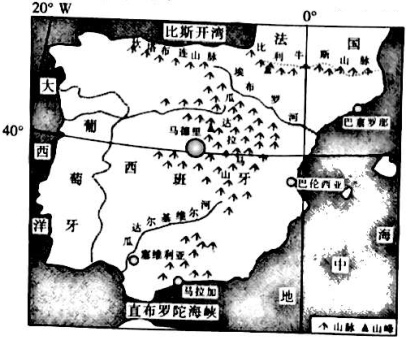 20° W
0°
比斯开湾
法 国
坎塔布连山脉
比利牛斯山脉
埃布罗河
大西洋
葡萄牙
瓜达拉马山
马德里
巴塞罗那
40°
西班牙
巴伦西亚
瓜达尔基维尔河
塞维利亚
马拉加
直布罗陀海峡
地中海
山脉 山峰